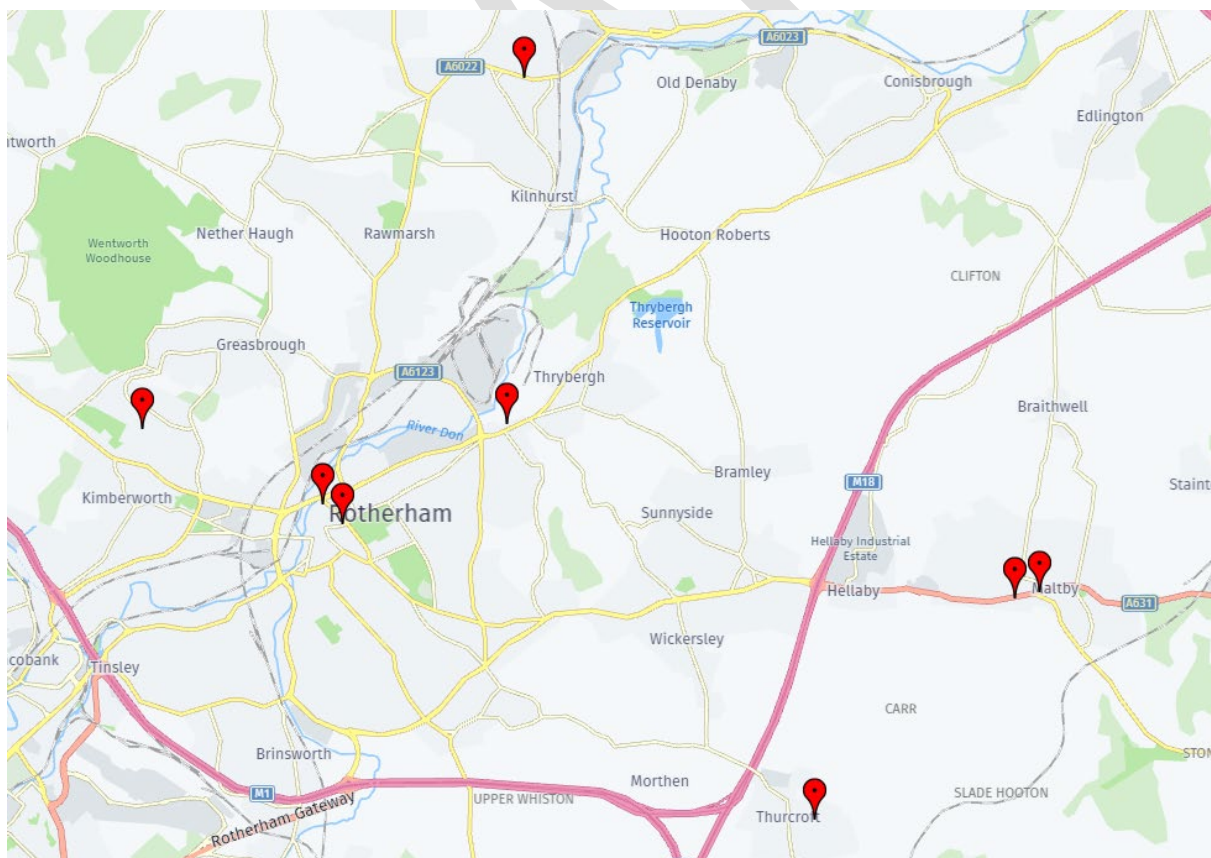 A6022
A6023
Old Denaby
Conisbrough
Edlington
ntworth
Kilnhurst
Nether Haugh
Rawmarsh
Hooton Roberts
Wentworth
Woodhouse
CLIFTON
Thrybergh
Reservoir
Greasbrough
A6123
Thrybergh
Braithwell
River Don
Bramley
M18
Kimberworth
Rotherham
Sunnyside
Stainto
Hellaby Industrial
Estate
Hellaby
Maltby
A631
Wickersley
cobank
Tinsley
CARR
Brinsworth
Morthen
STON
M1
UPPER WHISTON
SLADE HOOTON
Rotherham Gateway
Thurcroft